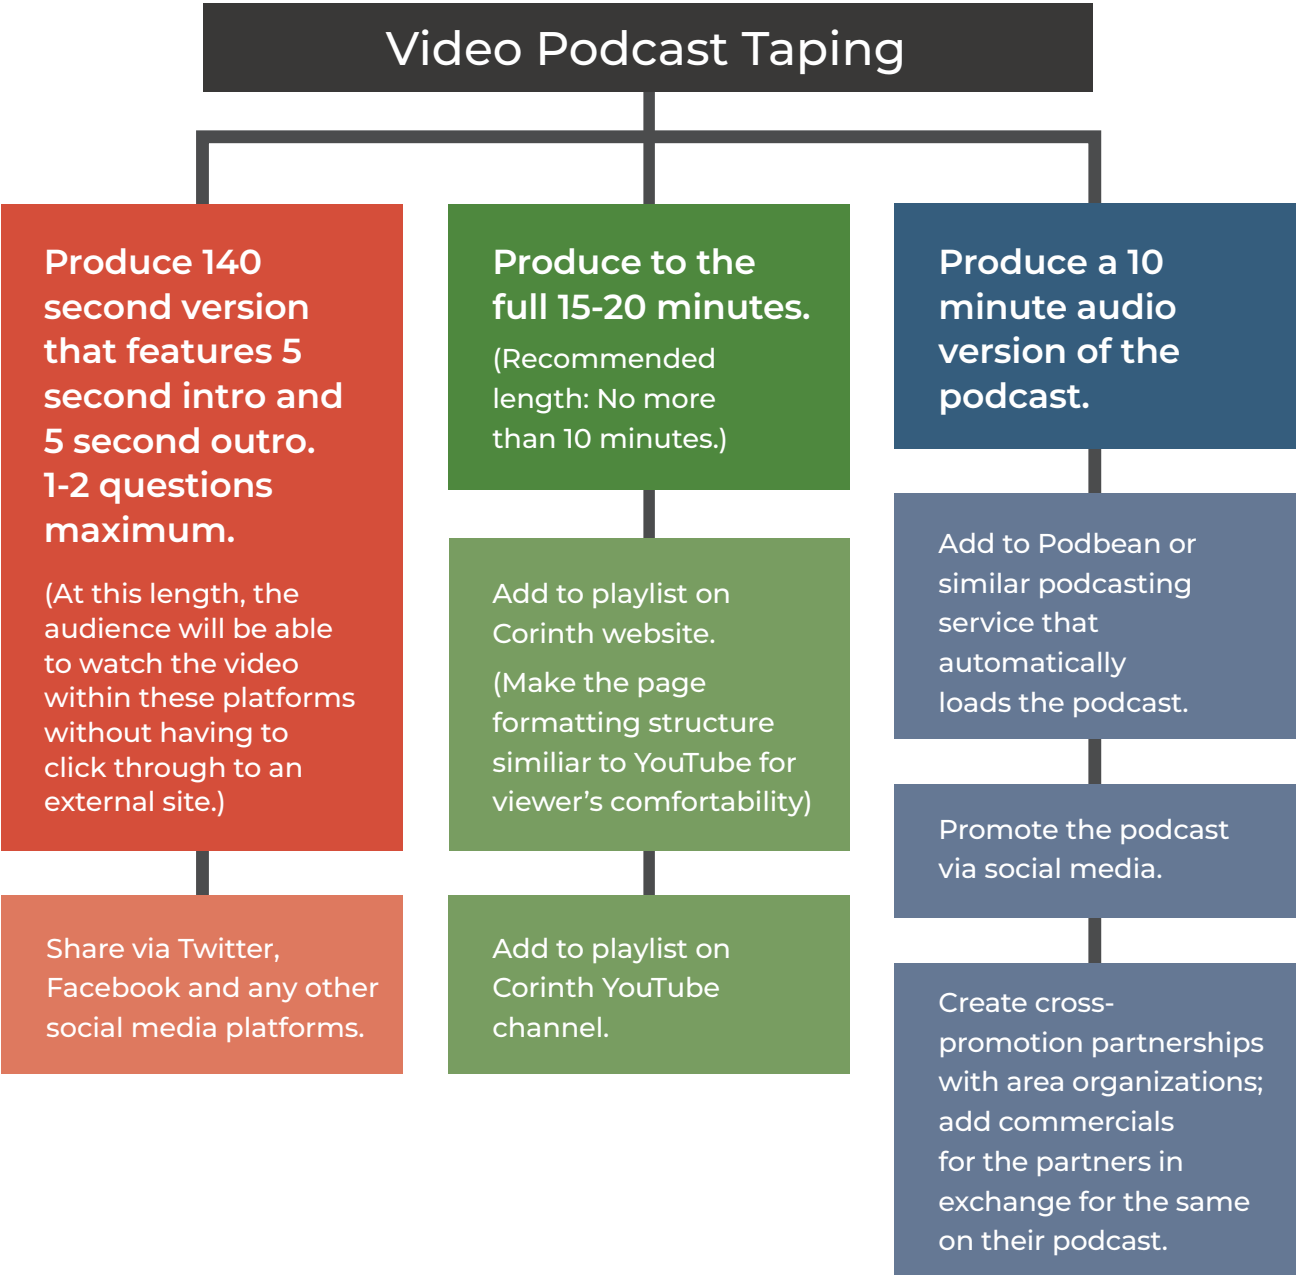 Video Podcast Taping
Produce 140
second version
that features 5
second intro and
5 second outro.
1-2 questions
maximum.
(At this length, the
audience will be able
to watch the video
within these platforms
without having to
click through to an
external site.)
Share via Twitter,
Facebook and any other
social media platforms.
Produce to the
full 15-20 minutes.
(Recommended
length: No more
than 10 minutes.)
Add to playlist on
Corinth website.
(Make the page
formatting structure
similiar to YouTube for
viewer’s comfortability)
Add to playlist on
Corinth YouTube
channel.
Produce a 10
minute audio
version of the
podcast.
Add to Podbean or
similar podcasting
service that
automatically
loads the podcast.
Promote the podcast
via social media.
Create cross-
promotion partnerships
with area organizations;
add commercials
for the partners in
exchange for the same
on their podcast.